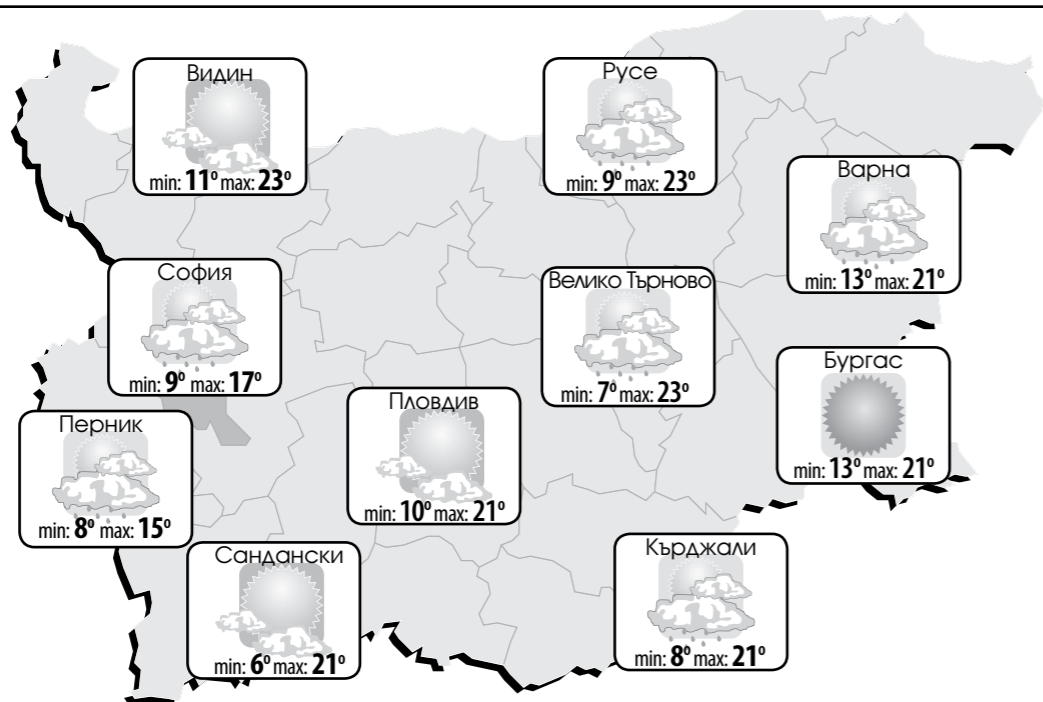 Видин
min: 11° max: 23°
Русе
min: 9° max: 23°
Варна
min: 13° max: 21°
София
min: 9° max: 17°
Велико Търново
min: 7° max: 23°
Бургас
min: 13° max: 21°
Пловдив
min: 10° max: 21°
Перник
min: 8° max: 15°
Сандански
min: 6° max: 21°
Кърджали
min: 8° max: 21°